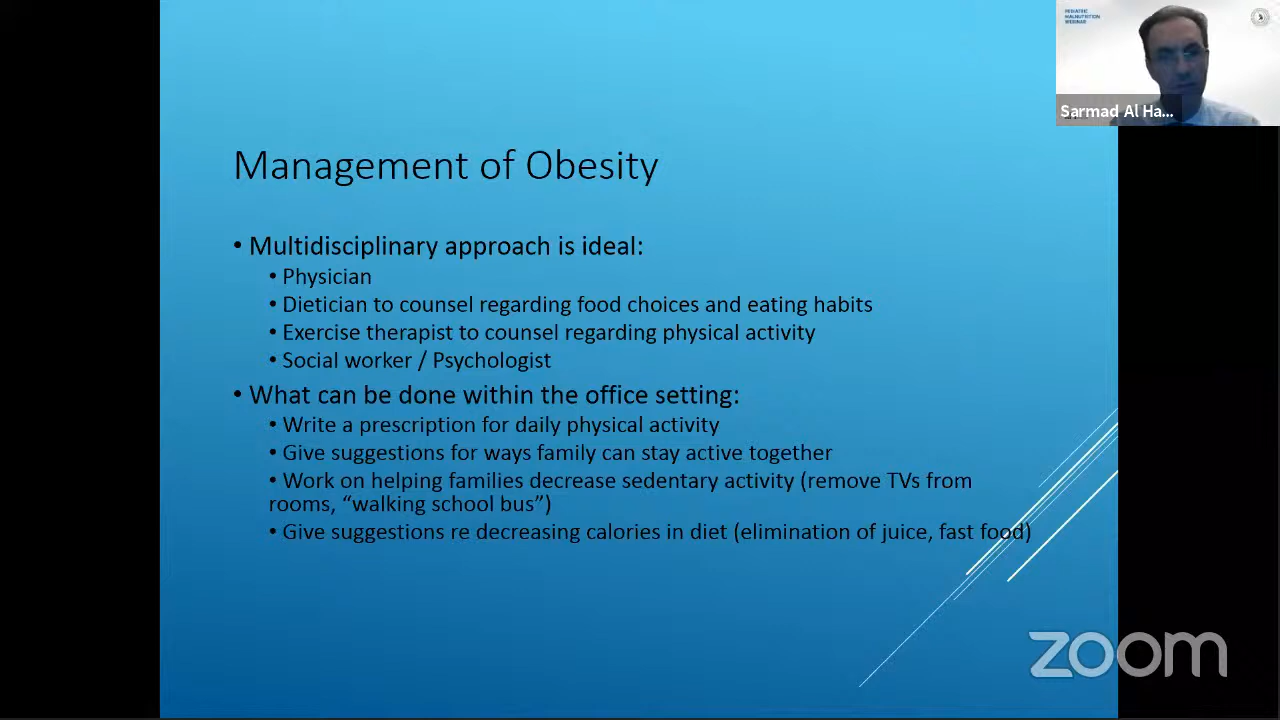 PEDIATRIC
MALNUTRITION
WEBINAR
Sarmad Al Ha...
Management of Obesity
• Multidisciplinary approach is ideal:
• Physician
• Dietician to counsel regarding food choices and eating habits
• Exercise therapist to counsel regarding physical activity
• Social worker / Psychologist
• What can be done within the office setting:
• Write a prescription for daily physical activity
• Give suggestions for ways family can stay active together
• Work on helping families decrease sedentary activity (remove TVs from
rooms, “walking school bus”)
• Give suggestions re decreasing calories in diet (elimination of juice, fast food)
zoom